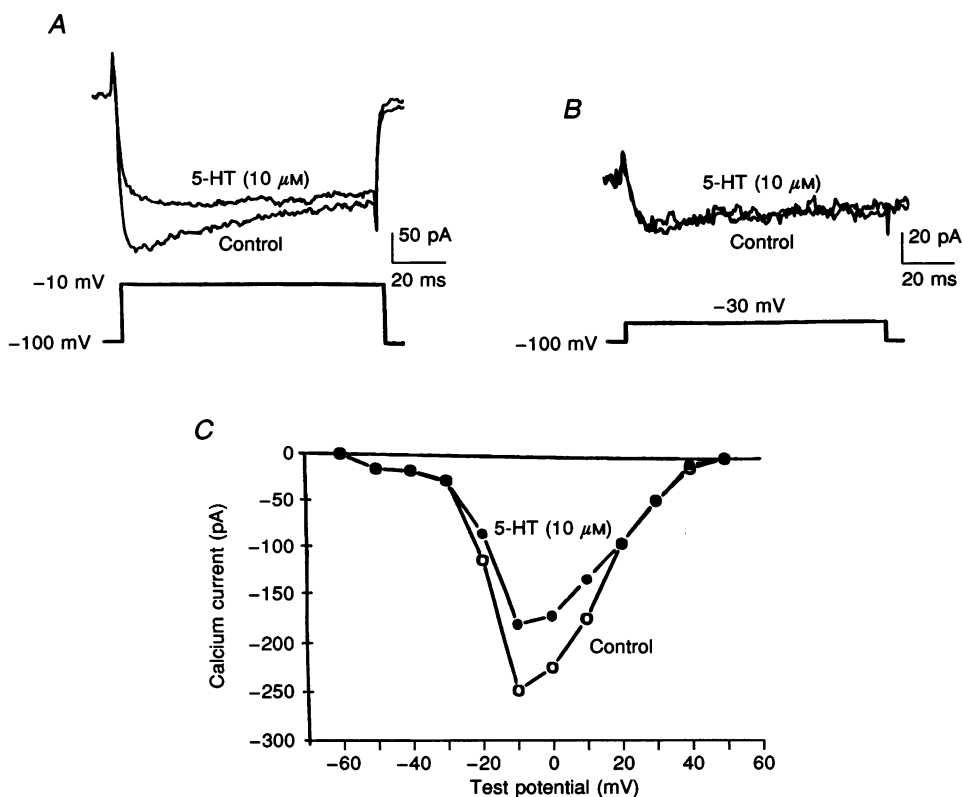 A
5-HT (10 μM)
Control
50 pA
20 ms
−10 mV
−100 mV
B
5-HT (10 μM)
Control
20 pA
20 ms
−30 mV
−100 mV
C
0
−50
−100
−150
−200
−250
−300
Calcium current (pA)
5-HT (10 μM)
Control
−60 −40 −20 0 20 40 60
Test potential (mV)